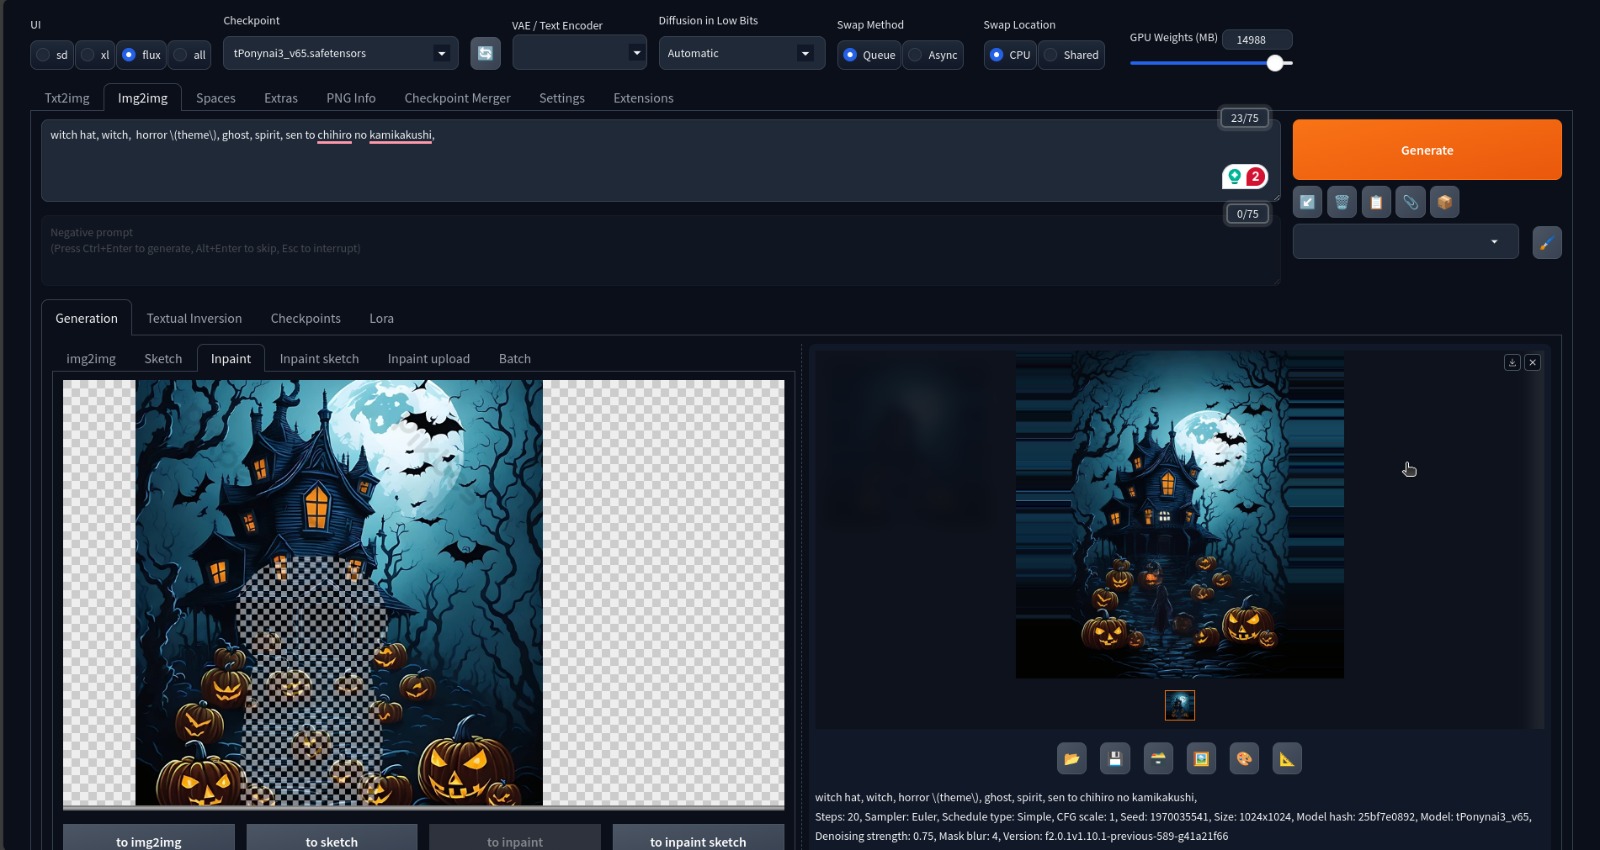 UI
Checkpoint
VAE / Text Encoder
Diffusion in Low Bits
Swap Method
Swap Location
GPU Weights (MB)
14988
sd
xl
flux
all
tPonynai3_v65.safetensors
Automatic
Queue
Async
CPU
Shared
Txt2img
Img2img
Spaces
Extras
PNG Info
Checkpoint Merger
Settings
Extensions
23/75
witch hat, witch,  horror \(theme\), ghost, spirit, sen to chihiro no kamikakushi,
2
Generate
0/75
Negative prompt
(Press Ctrl+Enter to generate, Alt+Enter to skip, Esc to interrupt)
Generation
Textual Inversion
Checkpoints
Lora
img2img
Sketch
Inpaint
Inpaint sketch
Inpaint upload
Batch
to img2img
to sketch
to inpaint
to inpaint sketch
witch hat, witch, horror \(theme\), ghost, spirit, sen to chihiro no kamikakushi,
Steps: 20, Sampler: Euler, Schedule type: Simple, CFG scale: 1, Seed: 1970035541, Size: 1024x1024, Model hash: 25bf7e0892, Model: tPonynai3_v65,
Denoising strength: 0.75, Mask blur: 4, Version: f2.0.1v1.10.1-previous-589-g41a21f66